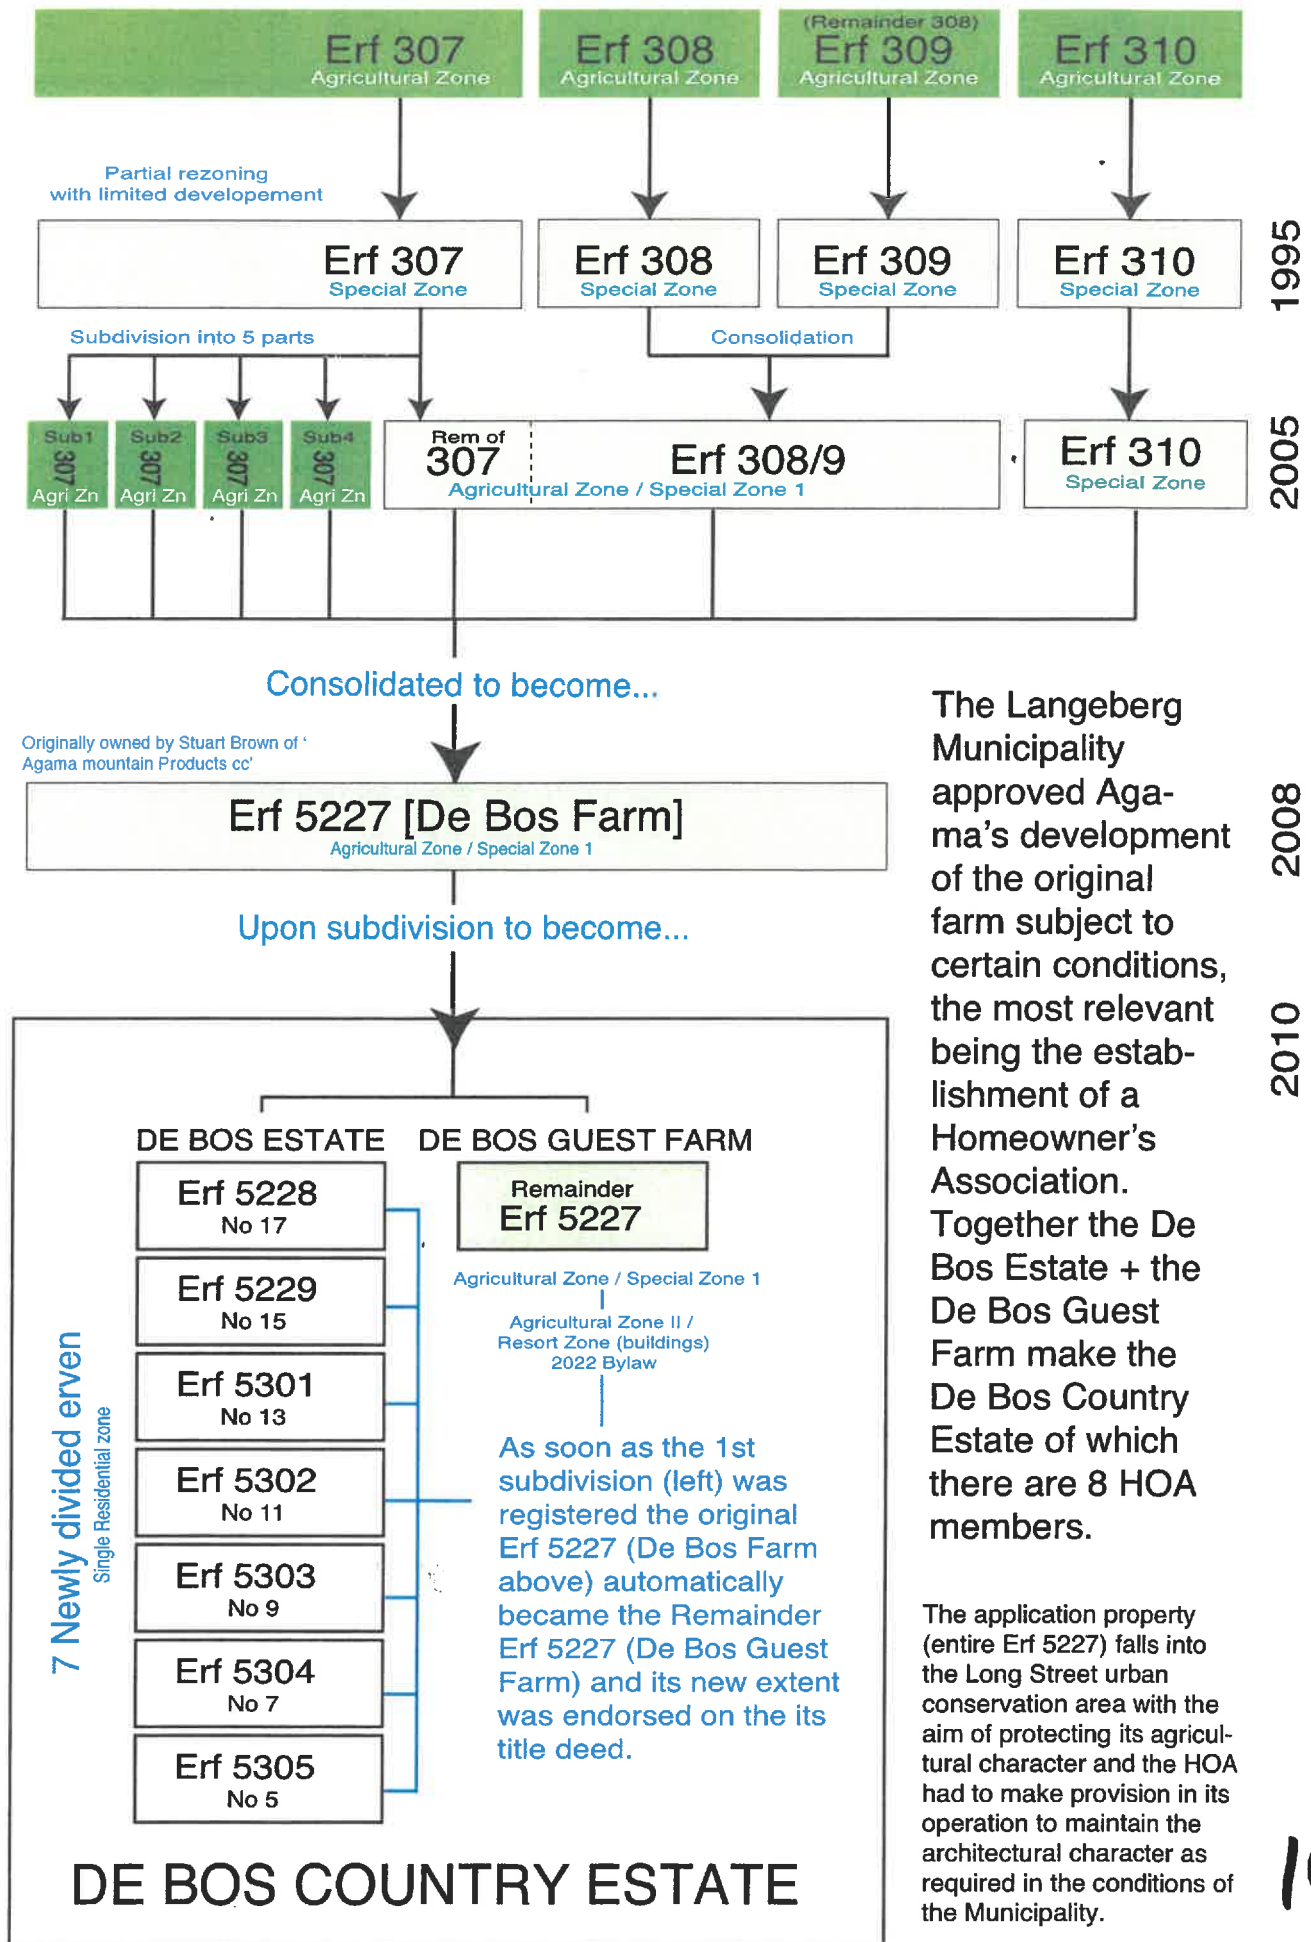 Erf 307
Agricultural Zone
Erf 308
Agricultural Zone
(Remainder 308)
Erf 309
Agricultural Zone
Erf 310
Agricultural Zone
Partial rezoning
with limited developement
Erf 307
Special Zone
Erf 308
Special Zone
Erf 309
Special Zone
Erf 310
Special Zone
1995
Subdivision into 5 parts
Consolidation
Sub1
307
Agri Zn
Sub2
307
Agri Zn
Sub3
307
Agri Zn
Sub4
307
Agri Zn
Rem of
307
Erf 308/9
Agricultural Zone / Special Zone 1
Erf 310
Special Zone
2005
Consolidated to become...
Originally owned by Stuart Brown of '
Agama mountain Products cc'
Erf 5227 [De Bos Farm]
Agricultural Zone / Special Zone 1
2008
Upon subdivision to become...
2010
DE BOS ESTATE
Erf 5228
No 17
Erf 5229
No 15
Erf 5301
No 13
Erf 5302
No 11
Erf 5303
No 9
Erf 5304
No 7
Erf 5305
No 5
7 Newly divided erven
Single Residential zone
DE BOS GUEST FARM
Remainder
Erf 5227
Agricultural Zone / Special Zone 1
Agricultural Zone II /
Resort Zone (buildings)
2022 Bylaw
As soon as the 1st
subdivision (left) was
registered the original
Erf 5227 (De Bos Farm
above) automatically
became the Remainder
Erf 5227 (De Bos Guest
Farm) and its new extent
was endorsed on the its
title deed.
DE BOS COUNTRY ESTATE
The Langeberg
Municipality
approved Aga-
ma's development
of the original
farm subject to
certain conditions,
the most relevant
being the estab-
lishment of a
Homeowner's
Association.
Together the De
Bos Estate + the
De Bos Guest
Farm make the
De Bos Country
Estate of which
there are 8 HOA
members.
The application property
(entire Erf 5227) falls into
the Long Street urban
conservation area with the
aim of protecting its agricul-
tural character and the HOA
had to make provision in its
operation to maintain the
architectural character as
required in the conditions of
the Municipality.